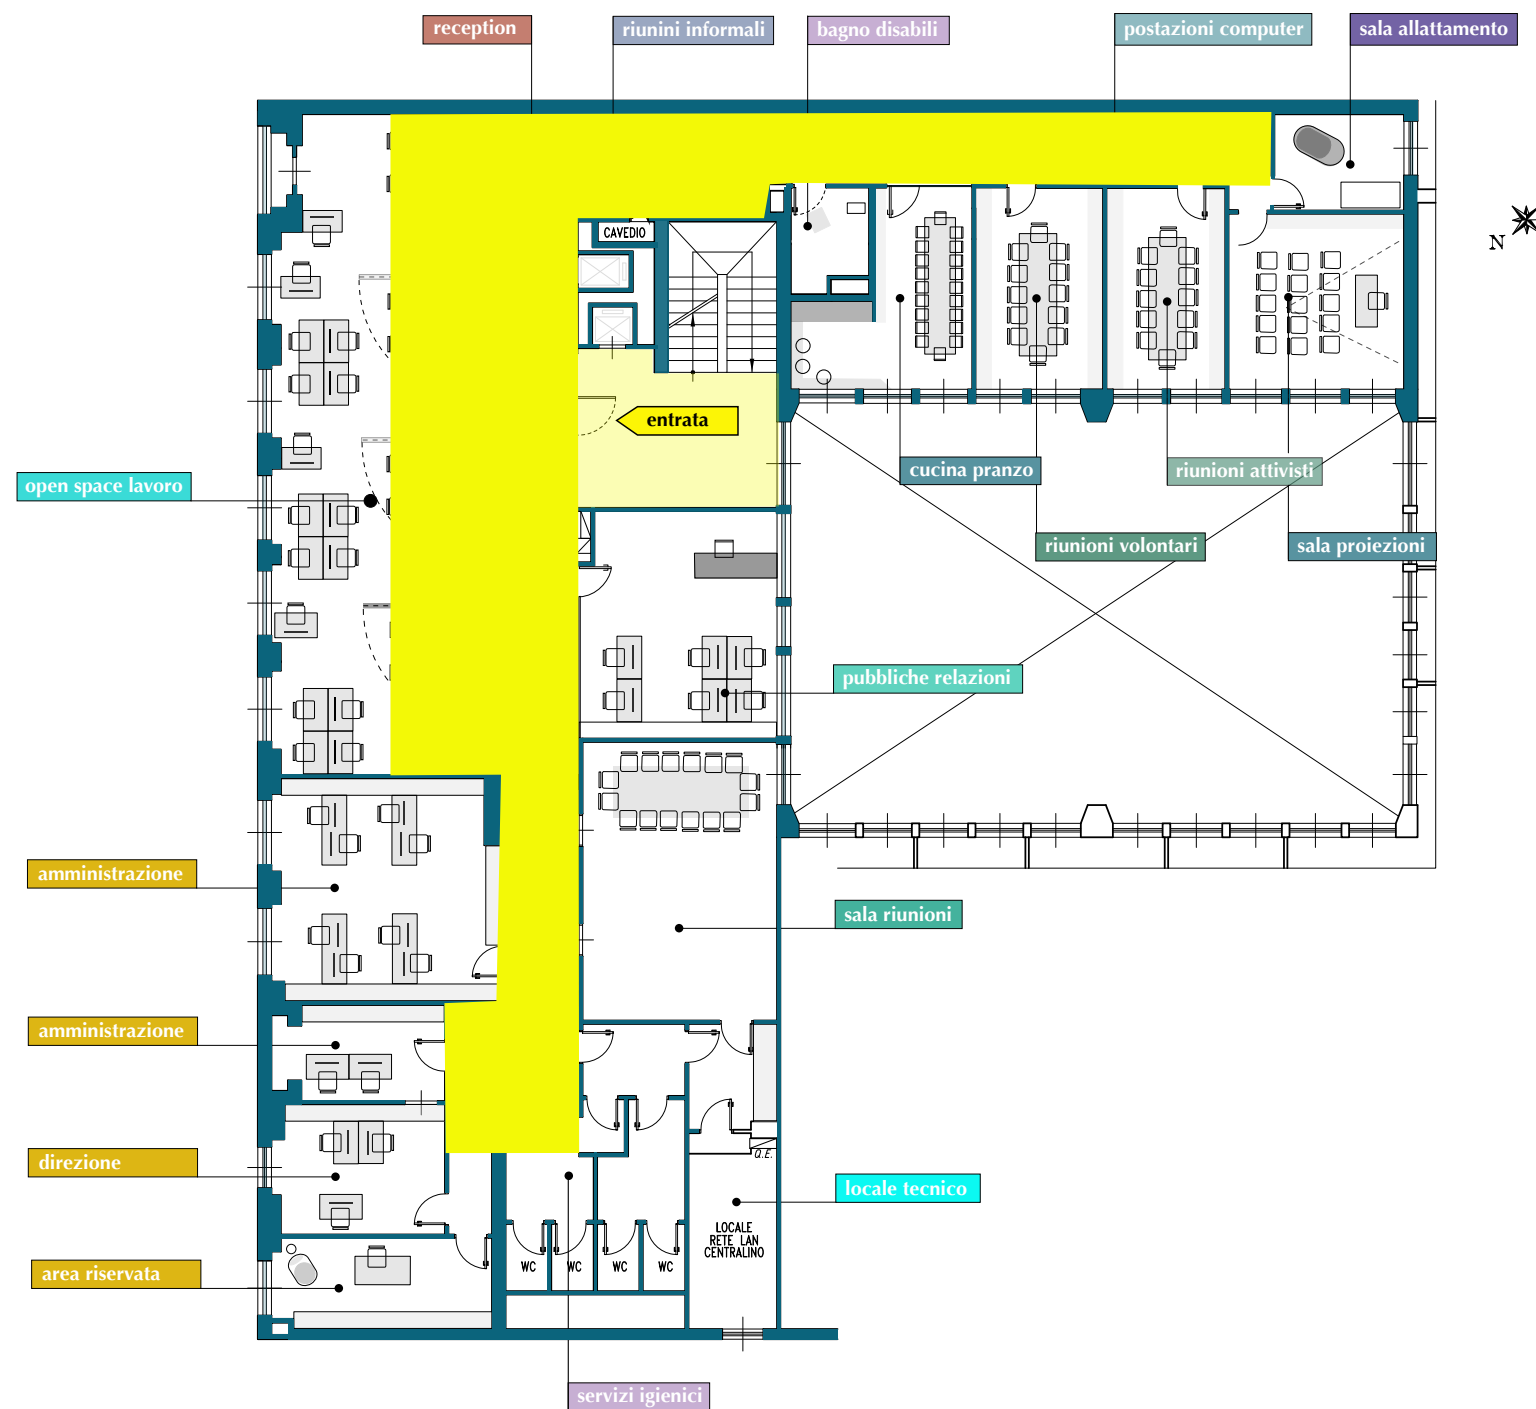 reception
riunini informali
bagno disabili
postazioni computer
sala allattamento
N
CAVEDIO
entrata
cucina pranzo
riunioni attivisti
open space lavoro
riunioni volontari
sala proiezioni
pubbliche relazioni
amministrazione
sala riunioni
amministrazione
Q.E.
direzione
locale tecnico
LOCALE
RETE LAN
CENTRALINO
area riservata
WC
WC
WC
WC
servizi igienici